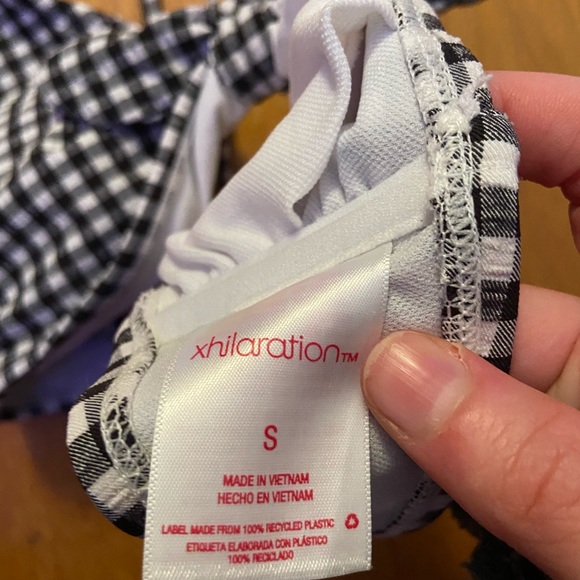 xhilaration™
S
MADE IN VIETNAM
HECHO EN VIETNAM
LABEL MADE FROM 100% RECYCLED PLASTIC
ETIQUETA ELABORADA CON PLÁSTICO
100% RECICLADO